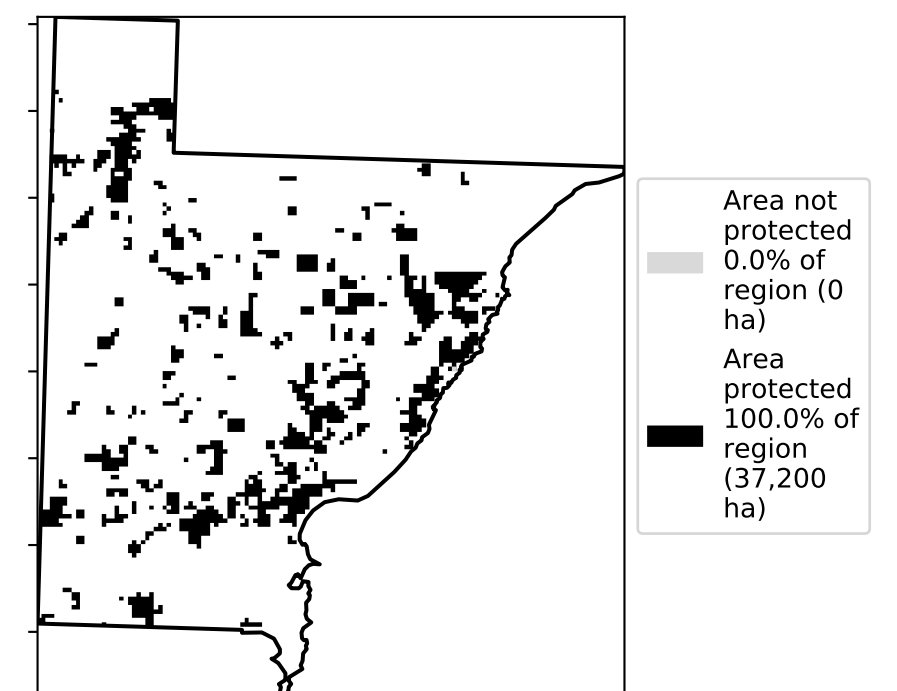 Area not
protected
0.0% of
region (0
ha)
Area
protected
100.0% of
region
(37,200
ha)